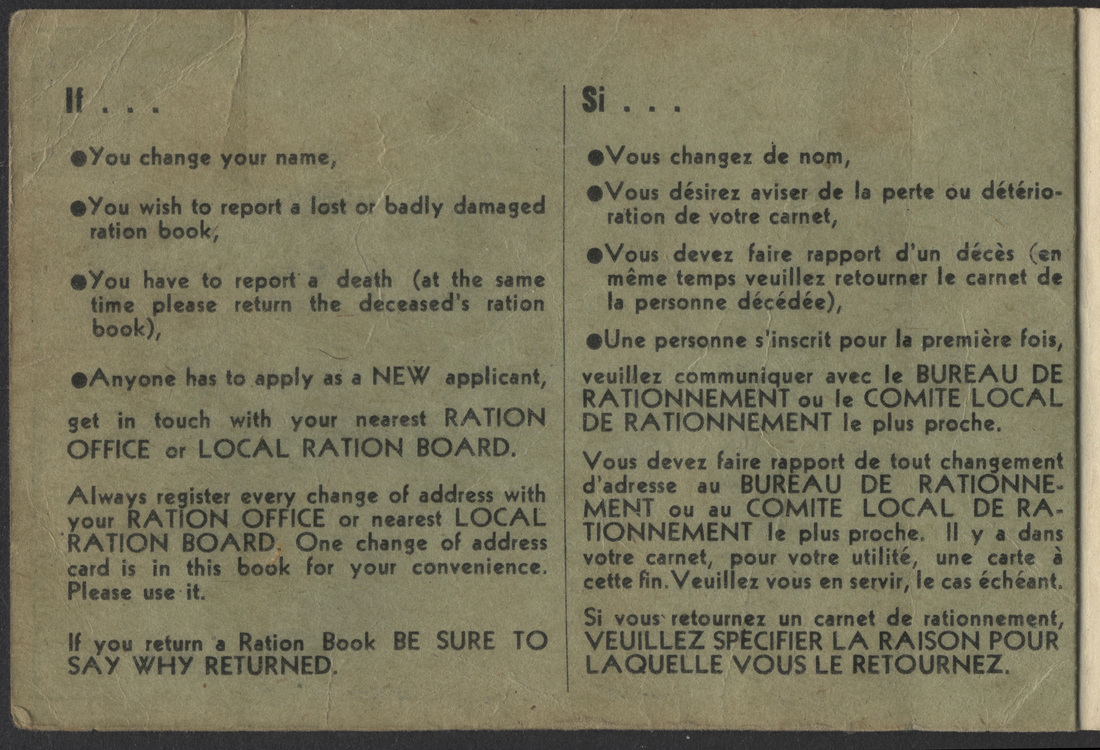 If . . .
●You change your name,
●You wish to report a lost or badly damaged
ration book,
●You have to report a death (at the same
time please return the deceased's ration
book),
●Anyone has to apply as a NEW applicant,
get in touch with your nearest RATION
OFFICE or LOCAL RATION BOARD.
Always register every change of address with
your RATION OFFICE or nearest LOCAL
RATION BOARD. One change of address
card is in this book for your convenience.
Please use it.
If you return a Ration Book BE SURE TO
SAY WHY RETURNED.
Si . . .
●Vous changez de nom,
●Vous désirez aviser de la perte ou détério-
ration de votre carnet,
●Vous devez faire rapport d'un décès (en
même temps veuillez retourner le carnet de
la personne décédée),
●Une personne s'inscrit pour la première fois,
veuillez communiquer avec le BUREAU DE
RATIONNEMENT ou le COMITE LOCAL
DE RATIONNEMENT le plus proche.
Vous devez faire rapport de tout changement
d'adresse au BUREAU DE RATIONNE-
MENT ou au COMITE LOCAL DE RA-
TIONNEMENT le plus proche. Il y a dans
votre carnet, pour votre utilité, une carte à
cette fin. Veuillez vous en servir, le cas échéant.
Si vous retournez un carnet de rationnement,
VEUILLEZ SPÉCIFIER LA RAISON POUR
LAQUELLE VOUS LE RETOURNEZ.